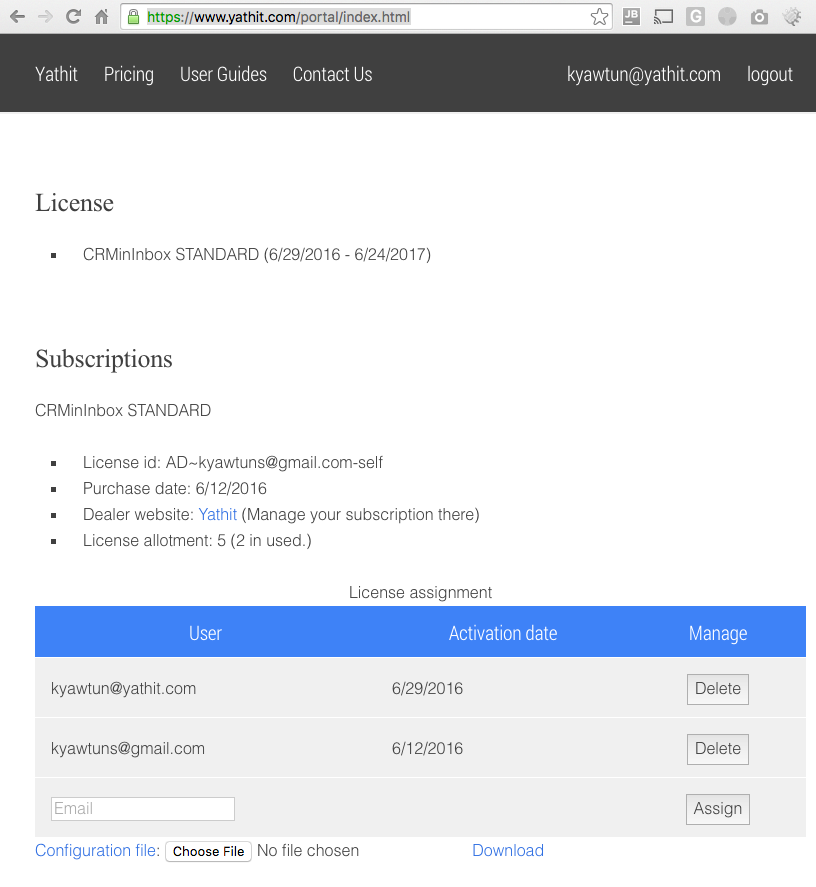 https://www.yathit.com/portal/index.html
JB
G
Yathit Pricing User Guides Contact Us kyawtun@yathit.com logout
License
CRMinInbox STANDARD (6/29/2016 - 6/24/2017)
Subscriptions
CRMinInbox STANDARD
License id: AD~kyawtuns@gmail.com-self
Purchase date: 6/12/2016
Dealer website: Yathit (Manage your subscription there)
License allotment: 5 (2 in used.)
License assignment
User Activation date Manage
kyawtun@yathit.com 6/29/2016 Delete
kyawtuns@gmail.com 6/12/2016 Delete
Email Assign
Configuration file: Choose File No file chosen Download